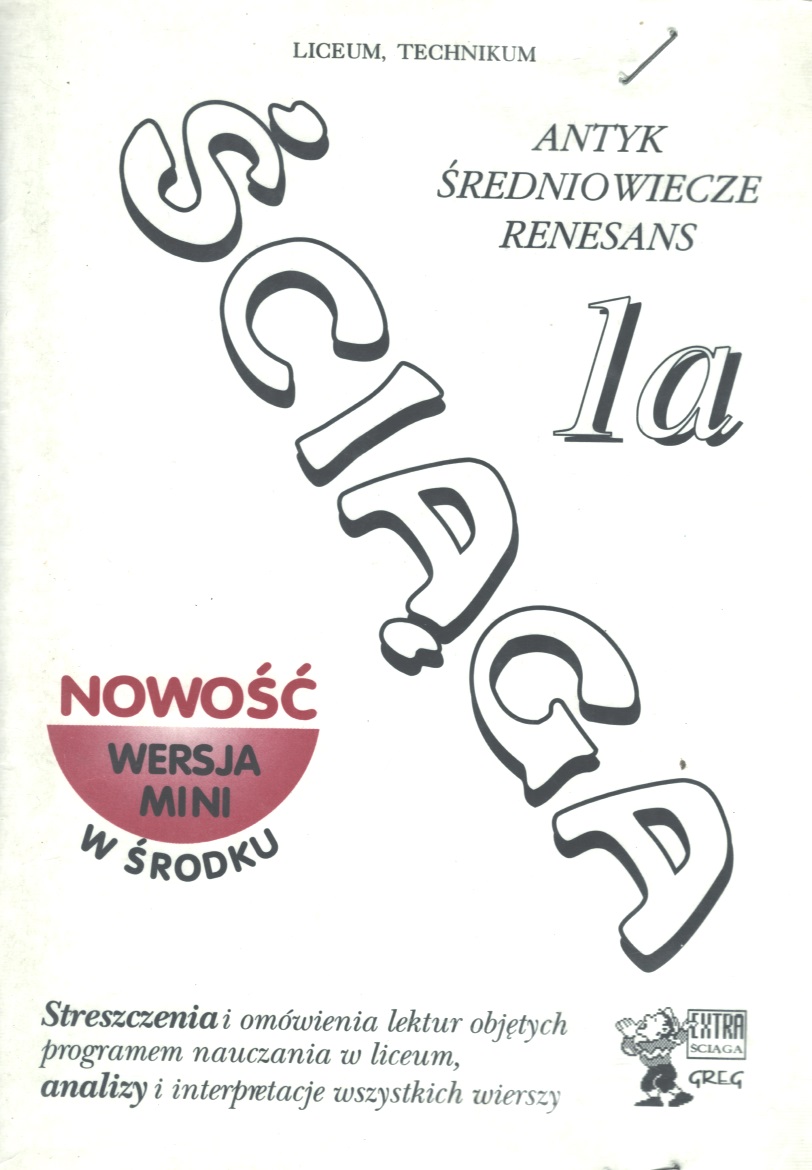 LICEUM, TECHNIKUM
ANTYK
ŚREDNIOWIECZE
RENESANS
1a
ŚCIĄGA
NOWOŚĆ
WERSJA
MINI
W ŚRODKU
Streszczenia i omówienia lektur objętych
programem nauczania w liceum,
analizy i interpretacje wszystkich wierszy
EXTRA
ŚCIĄGA
GREG